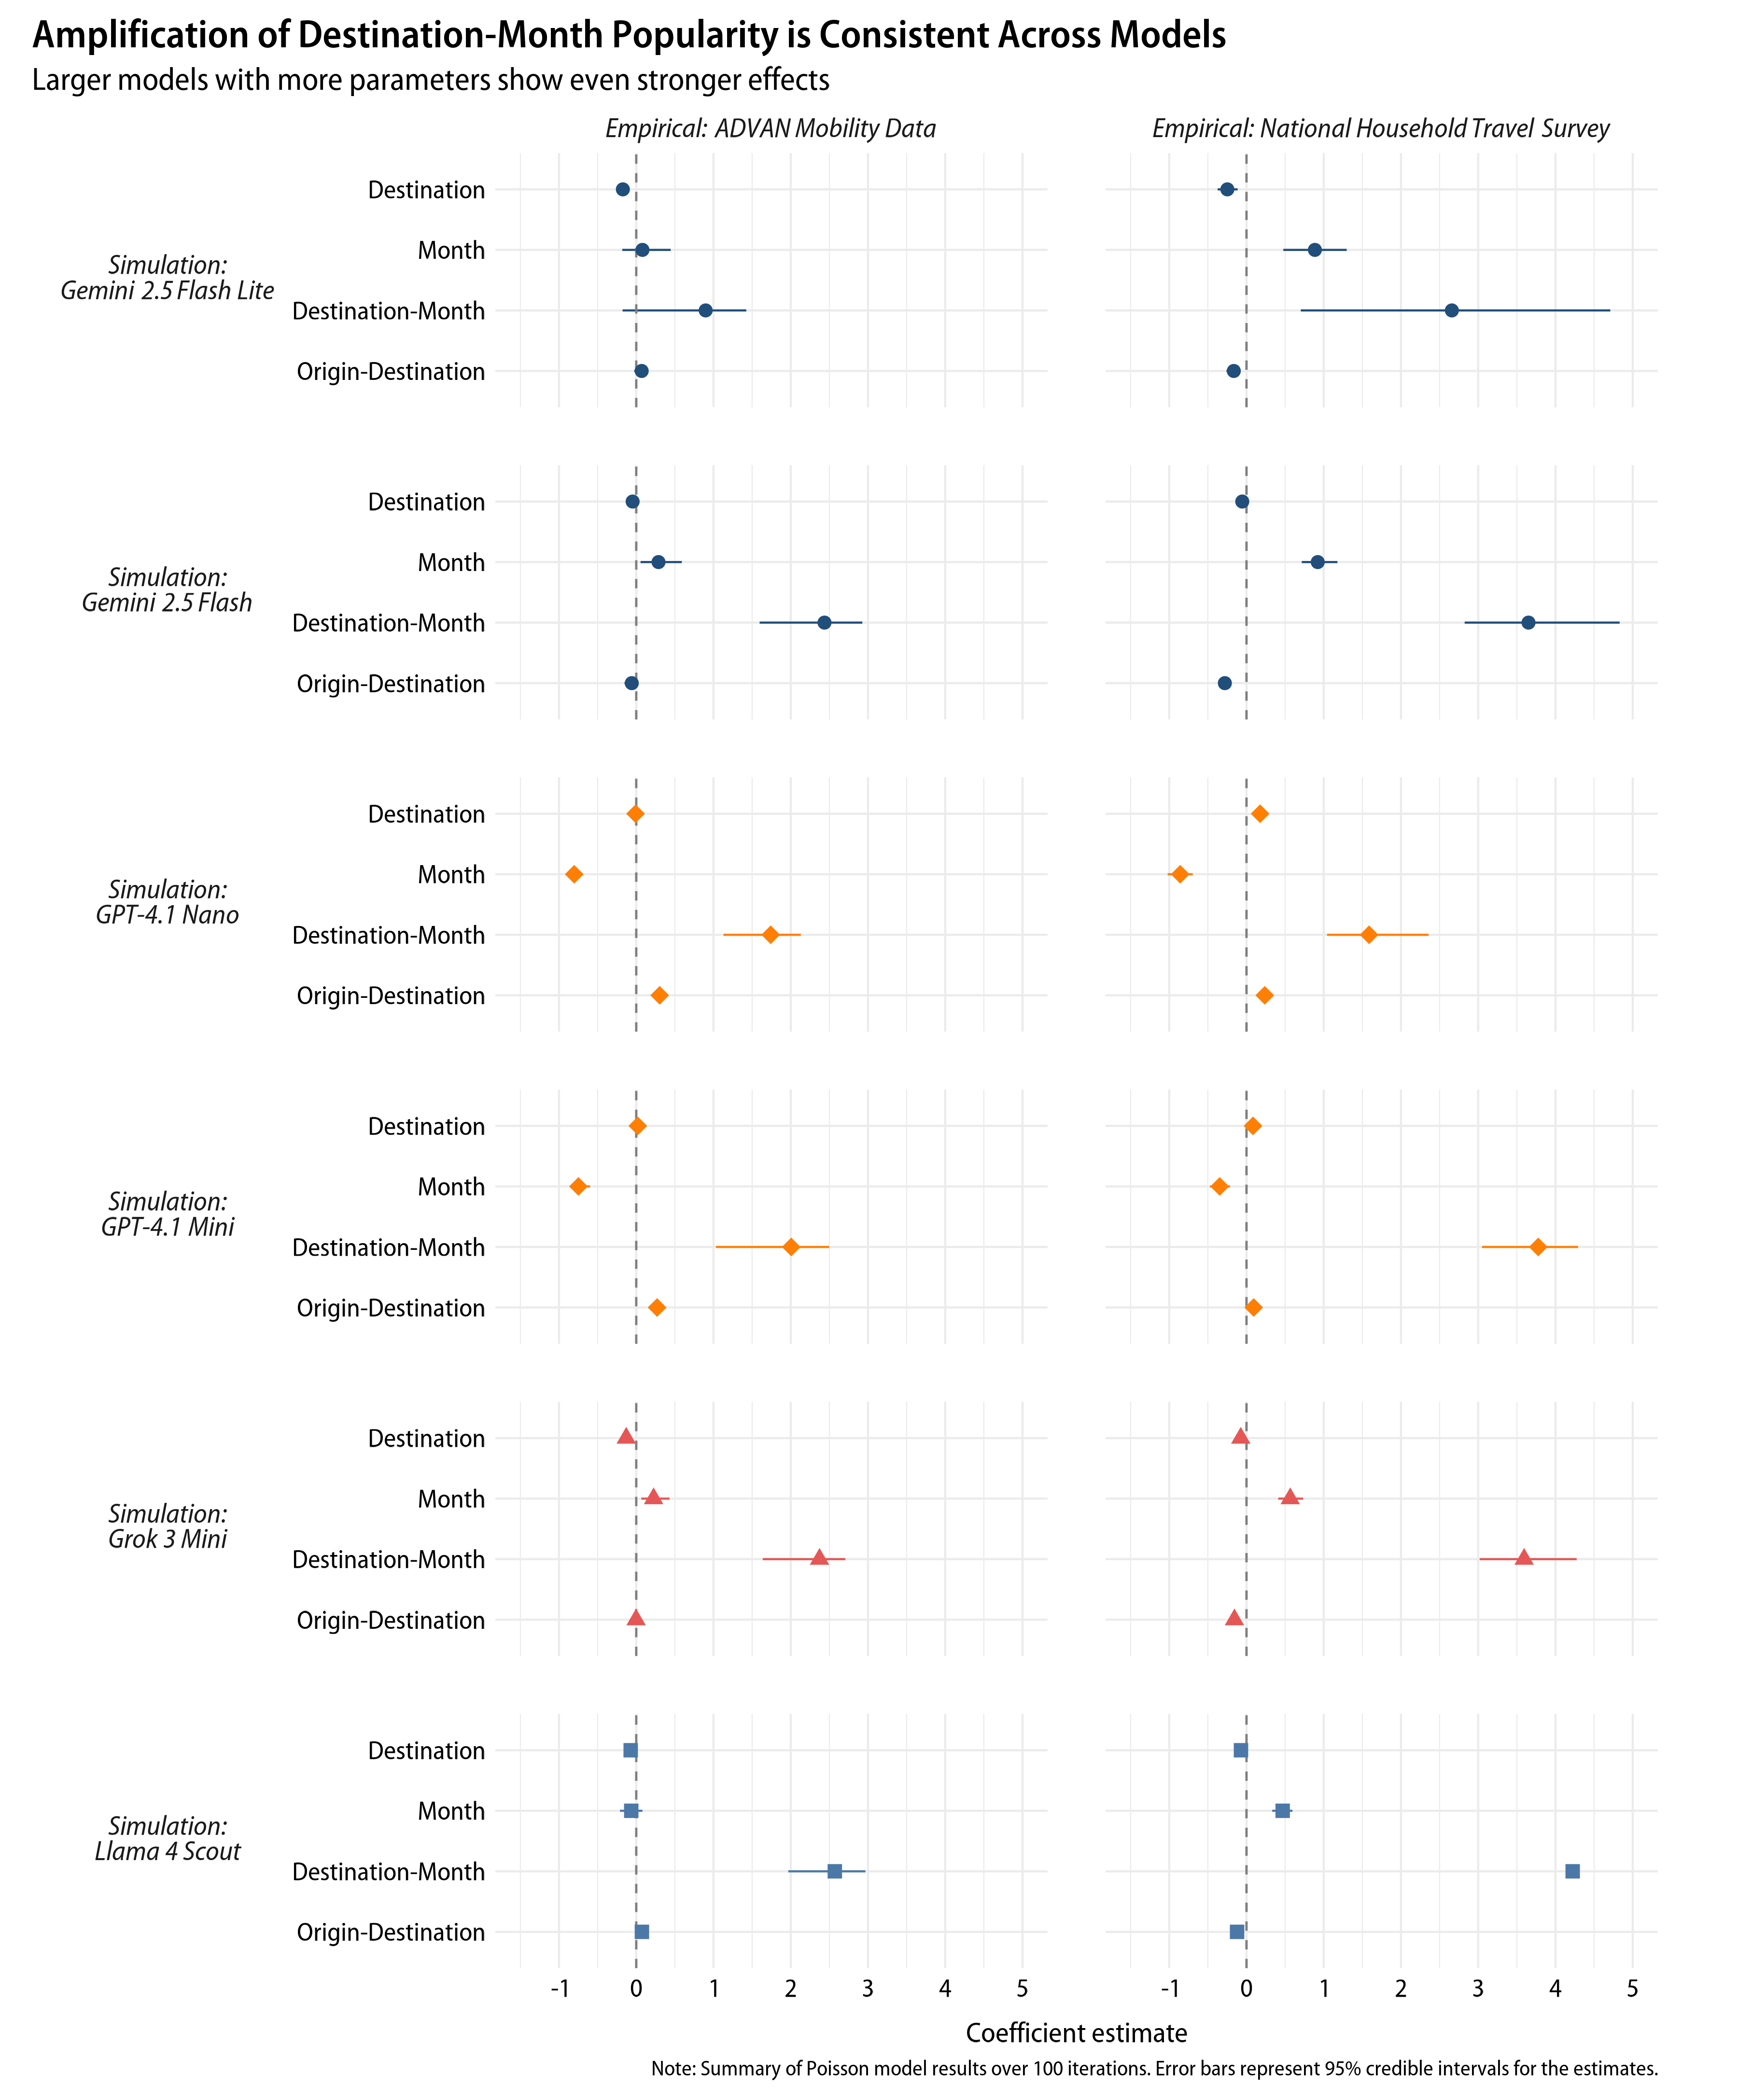 Amplification of Destination-Month Popularity is Consistent Across Models
Larger models with more parameters show even stronger effects
Empirical: ADVAN Mobility Data
Empirical: National Household Travel Survey
Simulation:
Gemini 2.5 Flash Lite
Destination
Month
Destination-Month
Origin-Destination
Simulation:
Gemini 2.5 Flash
Destination
Month
Destination-Month
Origin-Destination
Simulation:
GPT-4.1 Nano
Destination
Month
Destination-Month
Origin-Destination
Simulation:
GPT-4.1 Mini
Destination
Month
Destination-Month
Origin-Destination
Simulation:
Grok 3 Mini
Destination
Month
Destination-Month
Origin-Destination
Simulation:
Llama 4 Scout
Destination
Month
Destination-Month
Origin-Destination
-1 0 1 2 3 4 5
-1 0 1 2 3 4 5
Coefficient estimate
Note: Summary of Poisson model results over 100 iterations. Error bars represent 95% credible intervals for the estimates.